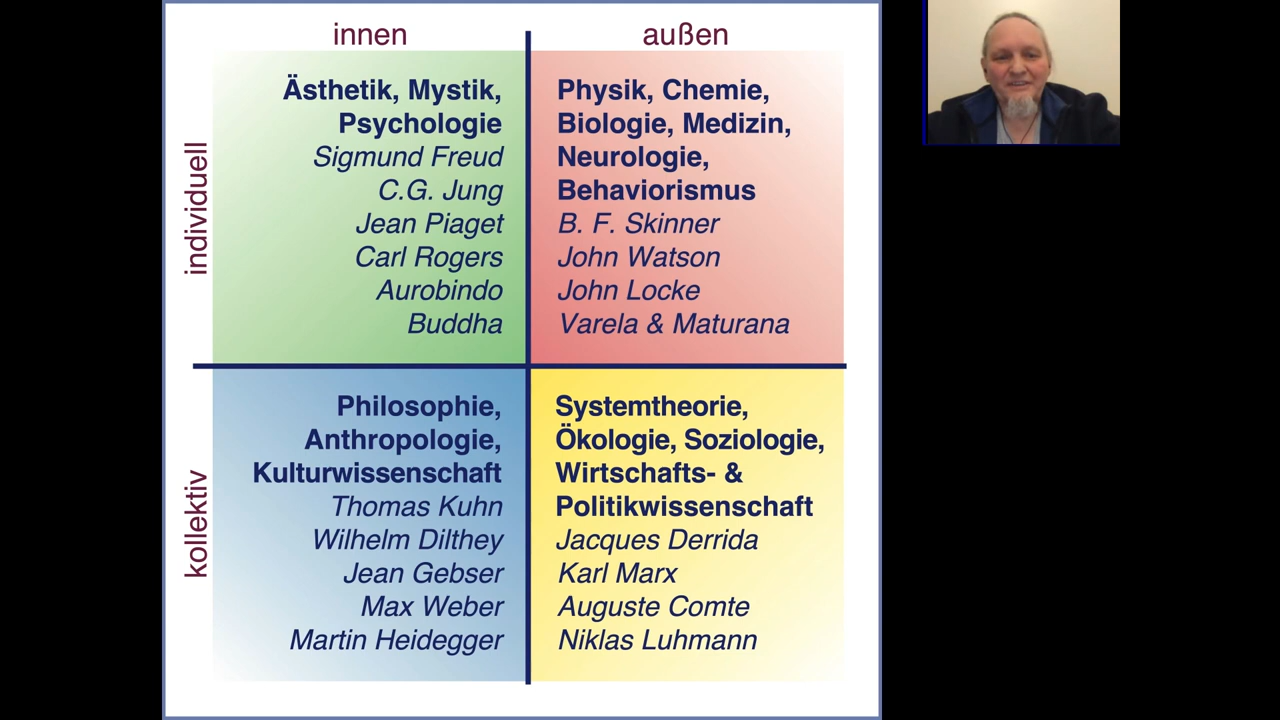 innen
außen
individuell
Ästhetik, Mystik,
Psychologie
Sigmund Freud
C.G. Jung
Jean Piaget
Carl Rogers
Aurobindo
Buddha
Physik, Chemie,
Biologie, Medizin,
Neurologie,
Behaviorismus
B. F. Skinner
John Watson
John Locke
Varela & Maturana
kollektiv
Philosophie,
Anthropologie,
Kulturwissenschaft
Thomas Kuhn
Wilhelm Dilthey
Jean Gebser
Max Weber
Martin Heidegger
Systemtheorie,
Ökologie, Soziologie,
Wirtschafts- &
Politikwissenschaft
Jacques Derrida
Karl Marx
Auguste Comte
Niklas Luhmann